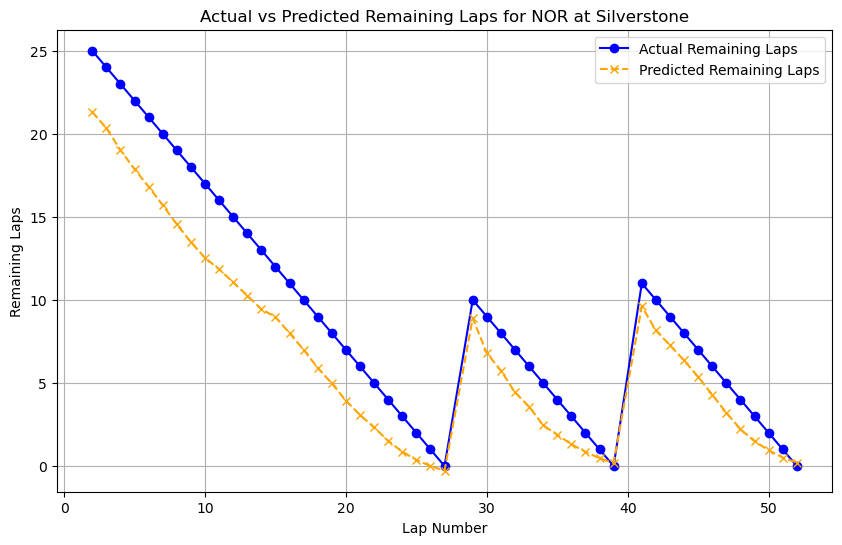 Actual vs Predicted Remaining Laps for NOR at Silverstone
Actual Remaining Laps
Predicted Remaining Laps
25
20
15
10
5
0
Remaining Laps
0 10 20 30 40 50
Lap Number